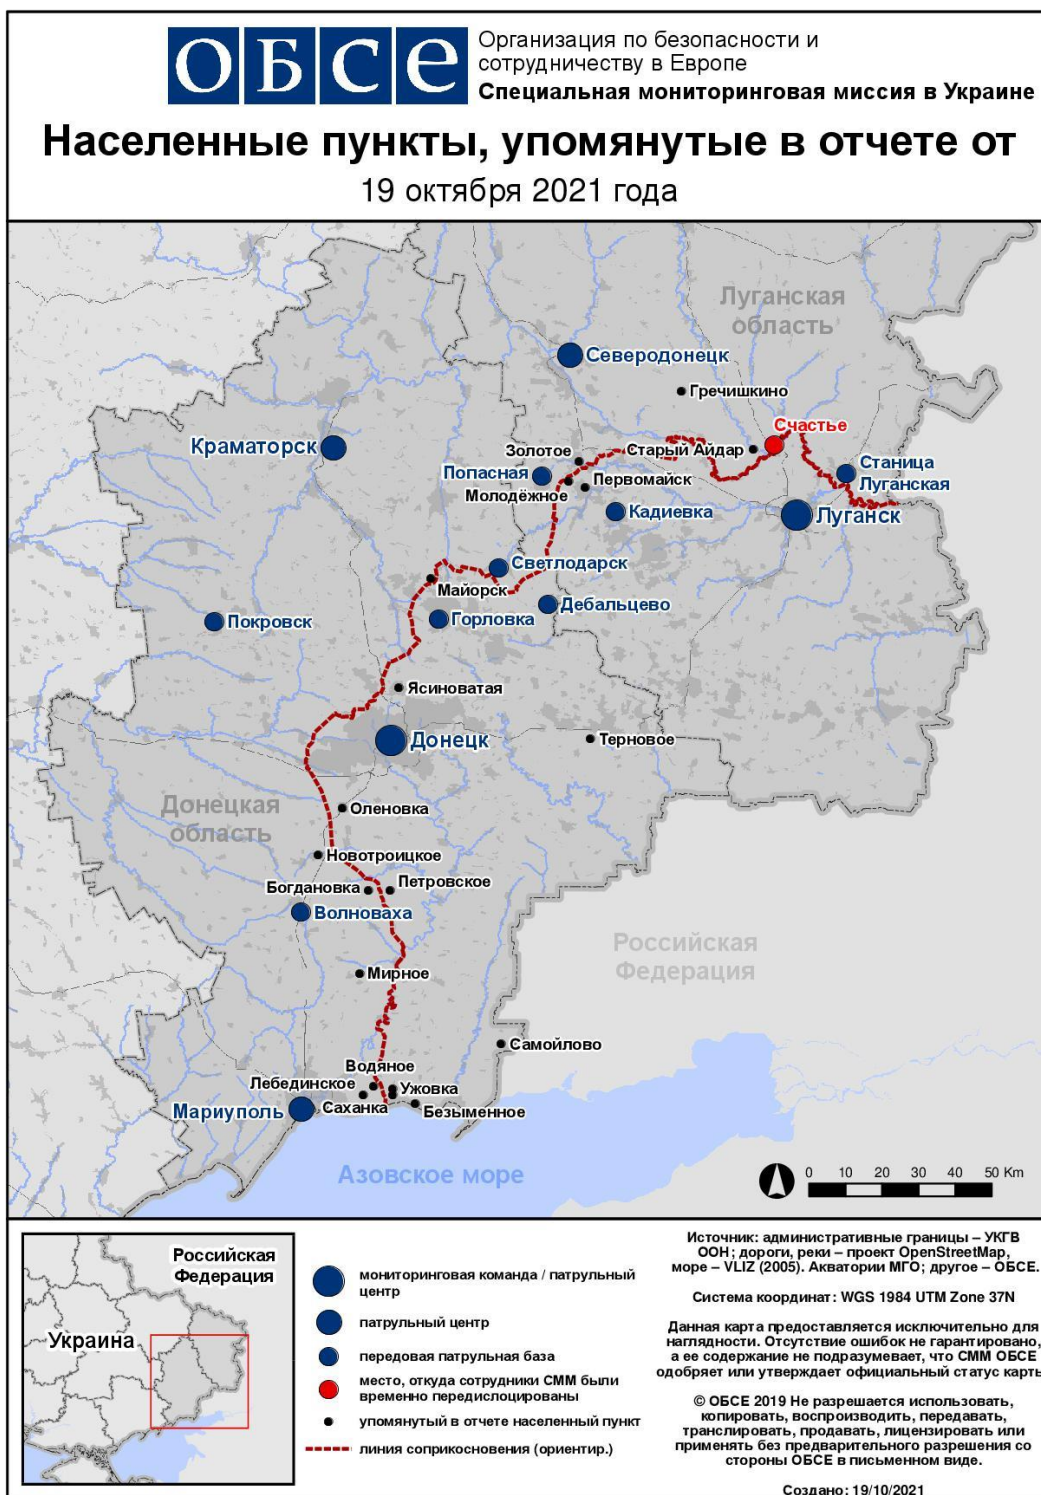 ОБСЕ
Организация по безопасности и
сотрудничеству в Европе
Специальная мониторинговая миссия в Украине
Населенные пункты, упомянутые в отчете от
19 октября 2021 года
Луганская
область
Северодонецк
Гречишкино
Счастье
Краматорск
Золотое
Старый Айдар
Станица
Луганская
Попасная
Первомайск
Молодёжное
Кадиевка
Луганск
Светлодарск
Майорск
Дебальцево
Горловка
Покровск
Ясиноватая
Донецк
Терновое
Донецкая
область
Оленовка
Новотроицкое
Богдановка
Петровское
Волноваха
Российская
Федерация
Мирное
Самойлово
Водяное
Лебединское
Ужовка
Саханка
Безыменное
Мариуполь
Азовское море
0 10 20 30 40 50 Km
Российская
Федерация
Украина
мониторинговая команда / патрульный
центр
патрульный центр
передовая патрульная база
место, откуда сотрудники СММ были
временно передислоцированы
упомянутый в отчете населенный пункт
линия соприкосновения (ориентир.)
Источник: административные границы – УКГВ
ООН; дороги, реки – проект OpenStreetMap,
море – VLIZ (2005). Акватории МГО; другое – ОБСЕ.
Система координат: WGS 1984 UTM Zone 37N
Данная карта предоставляется исключительно для
наглядности. Отсутствие ошибок не гарантировано,
а ее содержание не подразумевает, что СММ ОБСЕ
одобряет или утверждает официальный статус карты
© ОБСЕ 2019 Не разрешается использовать,
копировать, воспроизводить, передавать,
транслировать, продавать, лицензировать или
применять без предварительного разрешения со
стороны ОБСЕ в письменном виде.
Создано: 19/10/2021